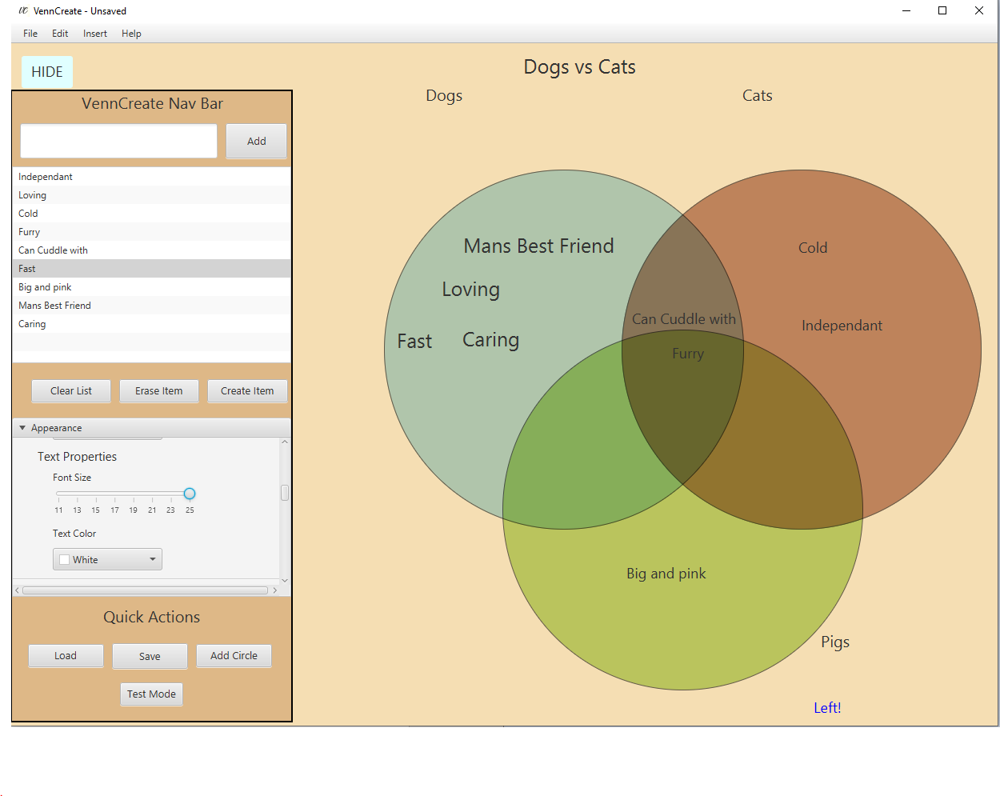 VC VennCreate - Unsaved
File Edit Insert Help
HIDE
Dogs vs Cats
Dogs Cats
VennCreate Nav Bar
Add
Independant
Loving
Cold
Furry
Can Cuddle with
Fast
Big and pink
Mans Best Friend
Caring
Clear List Erase Item Create Item
Appearance
Text Properties
Font Size
11 13 15 17 19 21 23 25
Text Color
White
Quick Actions
Load Save Add Circle
Test Mode
Mans Best Friend
Cold
Loving
Can Cuddle with
Independant
Fast Caring
Furry
Big and pink
Pigs
Left!